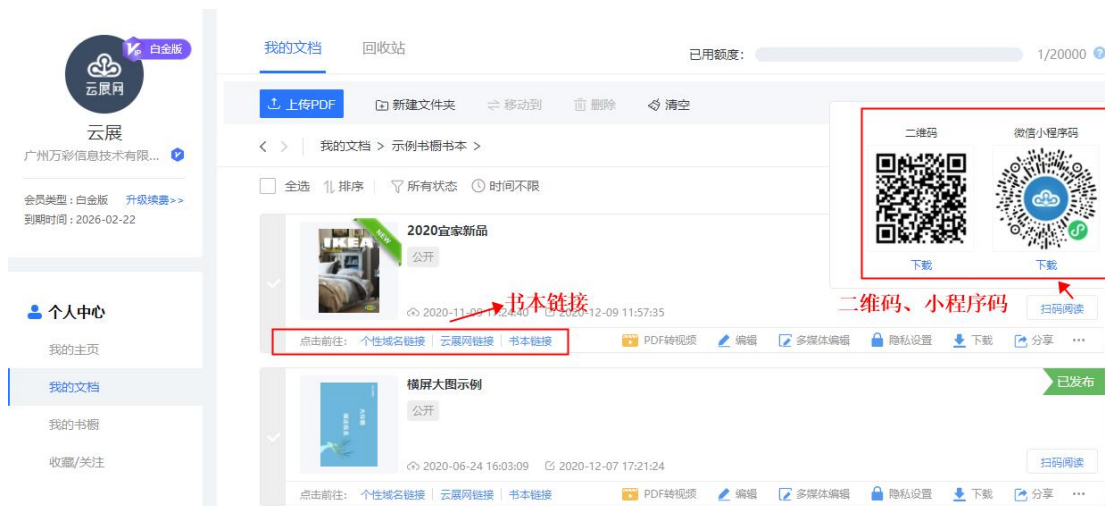 白金版
云展网
云展
广州万彩信息技术有限...
会员类型：白金版 升级续费>>
到期时间：2026-02-22
个人中心
我的主页
我的文档
我的书橱
收藏/关注
我的文档 回收站 已用额度： 1/20000
上传PDF 新建文件夹 移动到 删除 清空
我的文档 > 示例书橱书本 >
全选 排序 所有状态 时间不限
二维码 微信小程序码
下载 下载
二维码、小程序码
NEW
IKEA
2020宜家新品
公开
书本链接
2020-12-09 11:57:35
扫码阅读
点击前往： 个性域名链接 云展网链接 书本链接 PDF转视频 编辑 多媒体编辑 隐私设置 下载 分享 ...
横屏大图示例
公开
已发布
2020-06-24 16:03:09 2020-12-07 17:21:24
扫码阅读
点击前往： 个性域名链接 云展网链接 书本链接 PDF转视频 编辑 多媒体编辑 隐私设置 下载 分享 ...